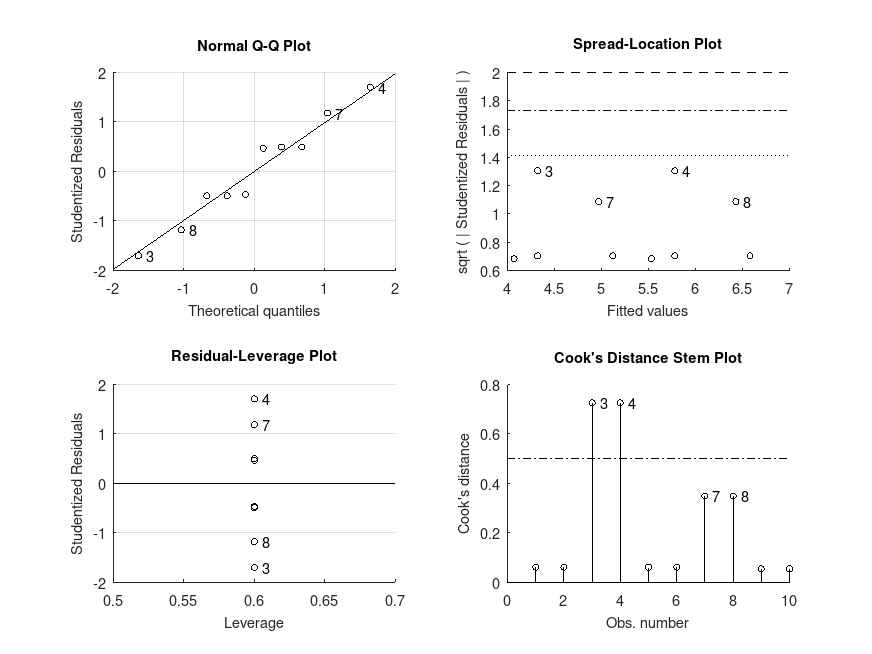 Normal Q-Q Plot
Studentized Residuals
2
1
0
-1
-2
4
7
8
3
-2 -1 0 1 2
Theoretical quantiles
Spread-Location Plot
sqrt ( | Studentized Residuals | )
2
1.8
1.6
1.4
1.2
1
0.8
0.6
3 4
7 8
4 4.5 5 5.5 6 6.5 7
Fitted values
Residual-Leverage Plot
Studentized Residuals
2
1
0
-1
-2
4
7
8
3
0.5 0.55 0.6 0.65 0.7
Leverage
Cook's Distance Stem Plot
Cook's distance
0.8
0.6
0.4
0.2
0
3 4
7 8
0 2 4 6 8 10
Obs. number